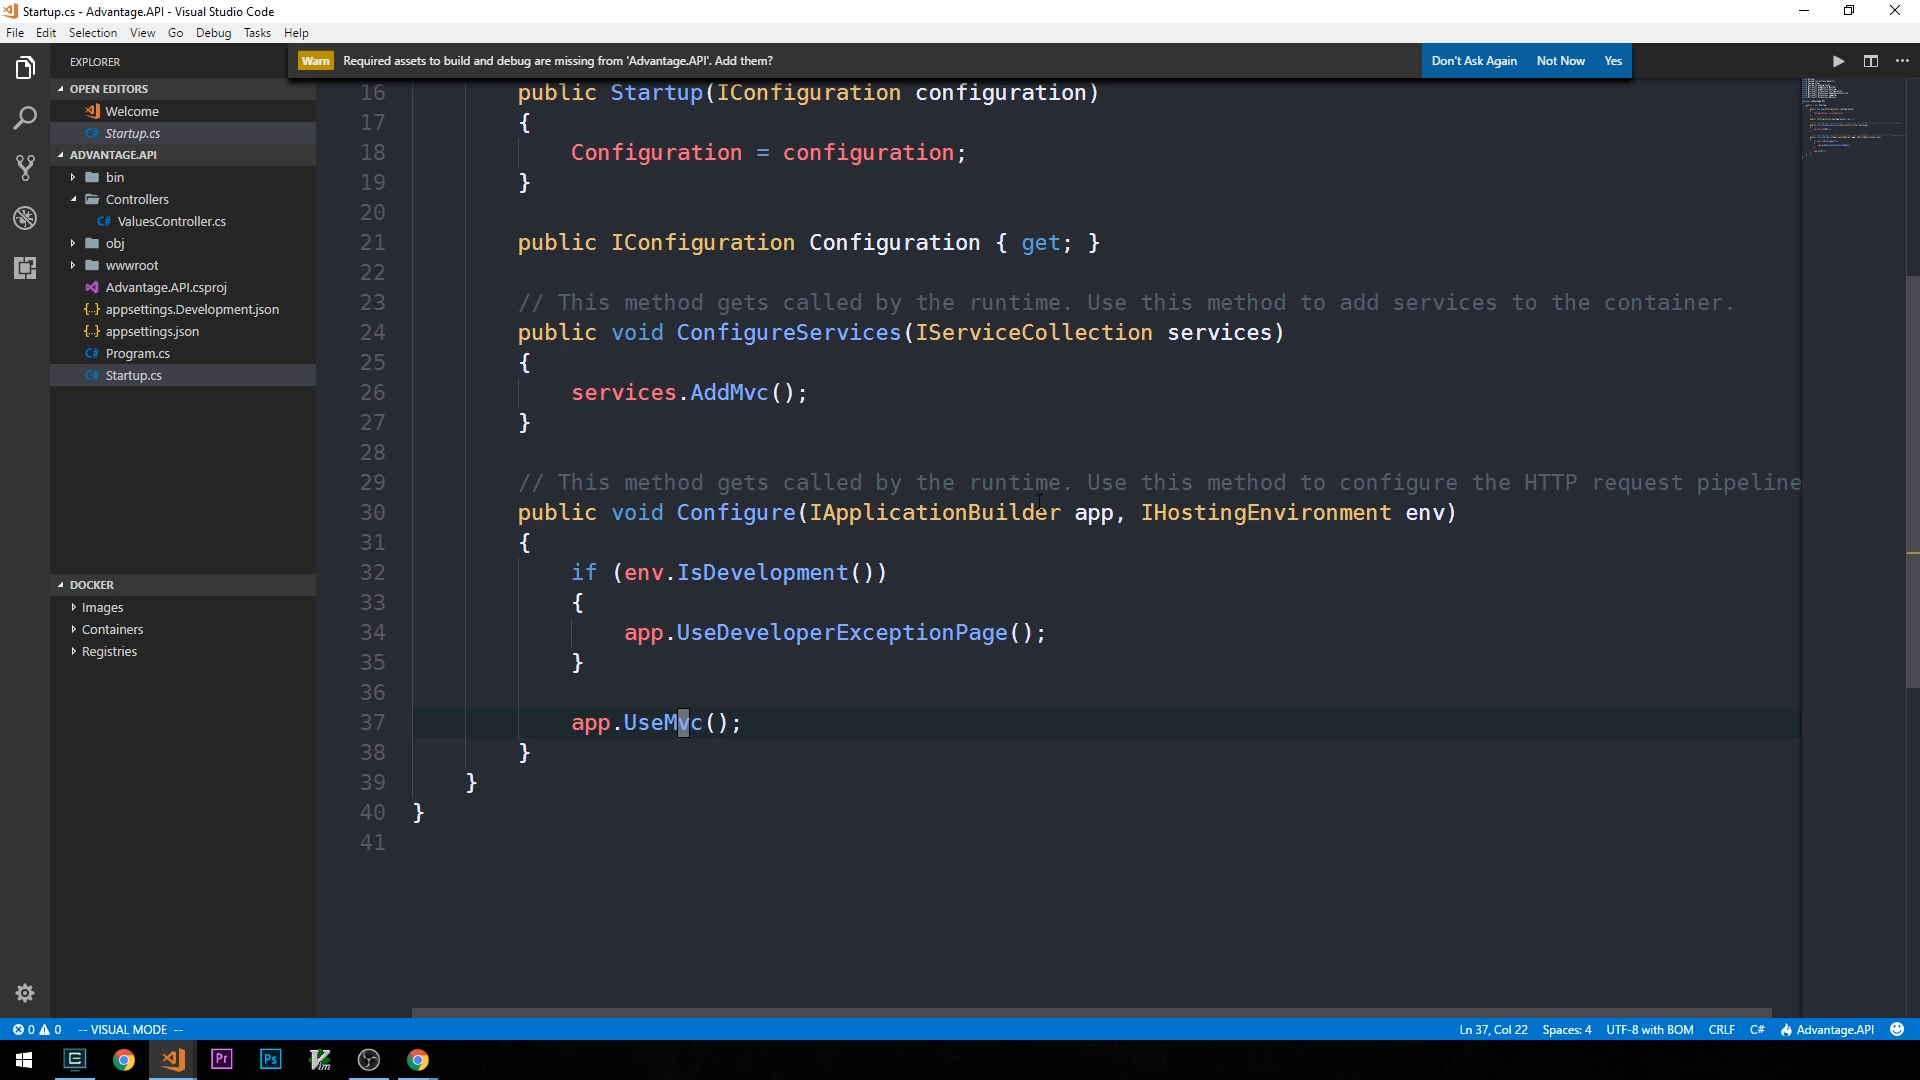 Startup.cs - Advantage.API - Visual Studio Code
File Edit Selection View Go Debug Tasks Help
EXPLORER
Warn Required assets to build and debug are missing from 'Advantage.API'. Add them? Don't Ask Again Not Now Yes
OPEN EDITORS
Welcome
C# Startup.cs
ADVANTAGE.API
bin
Controllers
C# ValuesController.cs
obj
wwwroot
Advantage.API.csproj
{..} appsettings.Development.json
{..} appsettings.json
C# Program.cs
C# Startup.cs
DOCKER
Images
Containers
Registries
16 public Startup(IConfiguration configuration)
17 {
18 Configuration = configuration;
19 }
20
21 public IConfiguration Configuration { get; }
22
23 // This method gets called by the runtime. Use this method to add services to the container.
24 public void ConfigureServices(IServiceCollection services)
25 {
26 services.AddMvc();
27 }
28
29 // This method gets called by the runtime. Use this method to configure the HTTP request pipeline
30 public void Configure(IApplicationBuilder app, IHostingEnvironment env)
31 {
32 if (env.IsDevelopment())
33 {
34 app.UseDeveloperExceptionPage();
35 }
36
37 app.UseMvc();
38 }
39 }
40 }
41
0 0 -- VISUAL MODE -- Ln 37, Col 22 Spaces: 4 UTF-8 with BOM CRLF C# Advantage.API
Pr Ps Vim